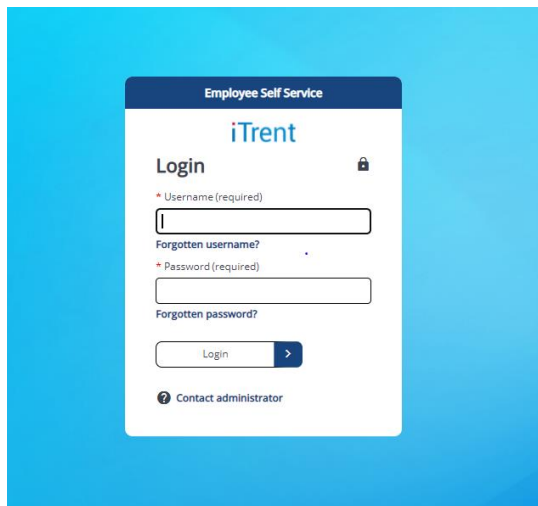 Employee Self Service
iTrent
Login
* Username (required)
Forgotten username?
* Password (required)
Forgotten password?
Login
Contact administrator